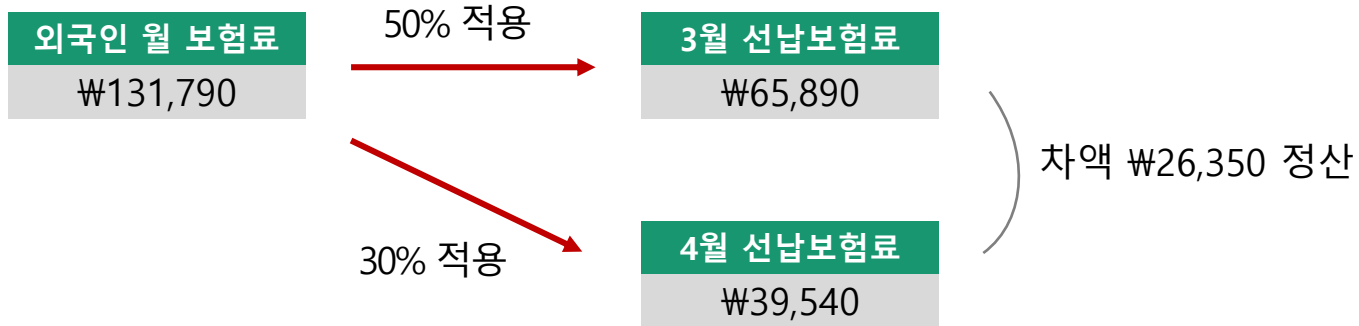 외국인 월 보험료
₩131,790
50% 적용
3월 선납보험료
₩65,890
차액 ₩26,350 정산
30% 적용
4월 선납보험료
₩39,540